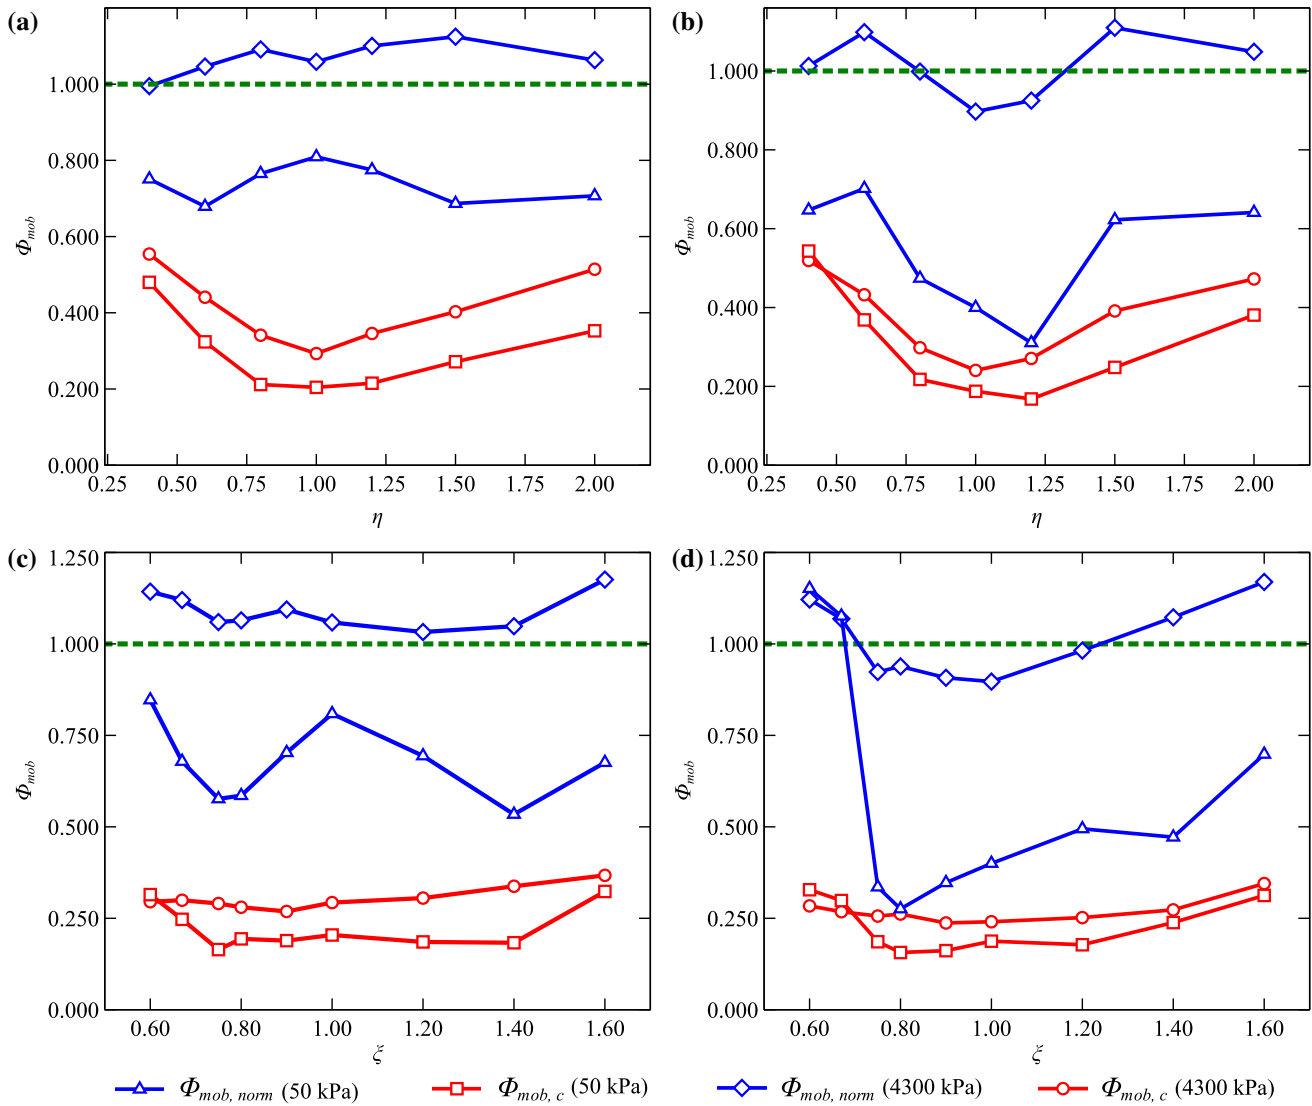 (a)
1.000
0.800
0.600
0.400
0.200
0.000
Φmob
0.25 0.50 0.75 1.00 1.25 1.50 1.75 2.00
η
(b)
1.000
0.800
0.600
0.400
0.200
0.000
Φmob
0.25 0.50 0.75 1.00 1.25 1.50 1.75 2.00
η
(c)
1.250
1.000
0.750
0.500
0.250
0.000
Φmob
0.60 0.80 1.00 1.20 1.40 1.60
ξ
(d)
1.250
1.000
0.750
0.500
0.250
0.000
Φmob
0.60 0.80 1.00 1.20 1.40 1.60
ξ
Φmob, norm (50 kPa) Φmob, c (50 kPa) Φmob, norm (4300 kPa) Φmob, c (4300 kPa)